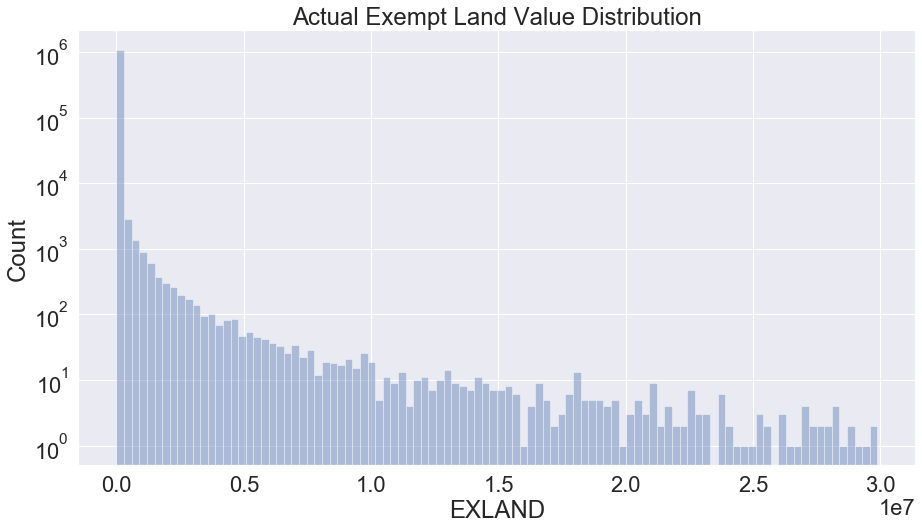 Actual Exempt Land Value Distribution
10^6
10^5
10^4
10^3
10^2
10^1
10^0
Count
0.0 0.5 1.0 1.5 2.0 2.5 3.0
EXLAND
1e7